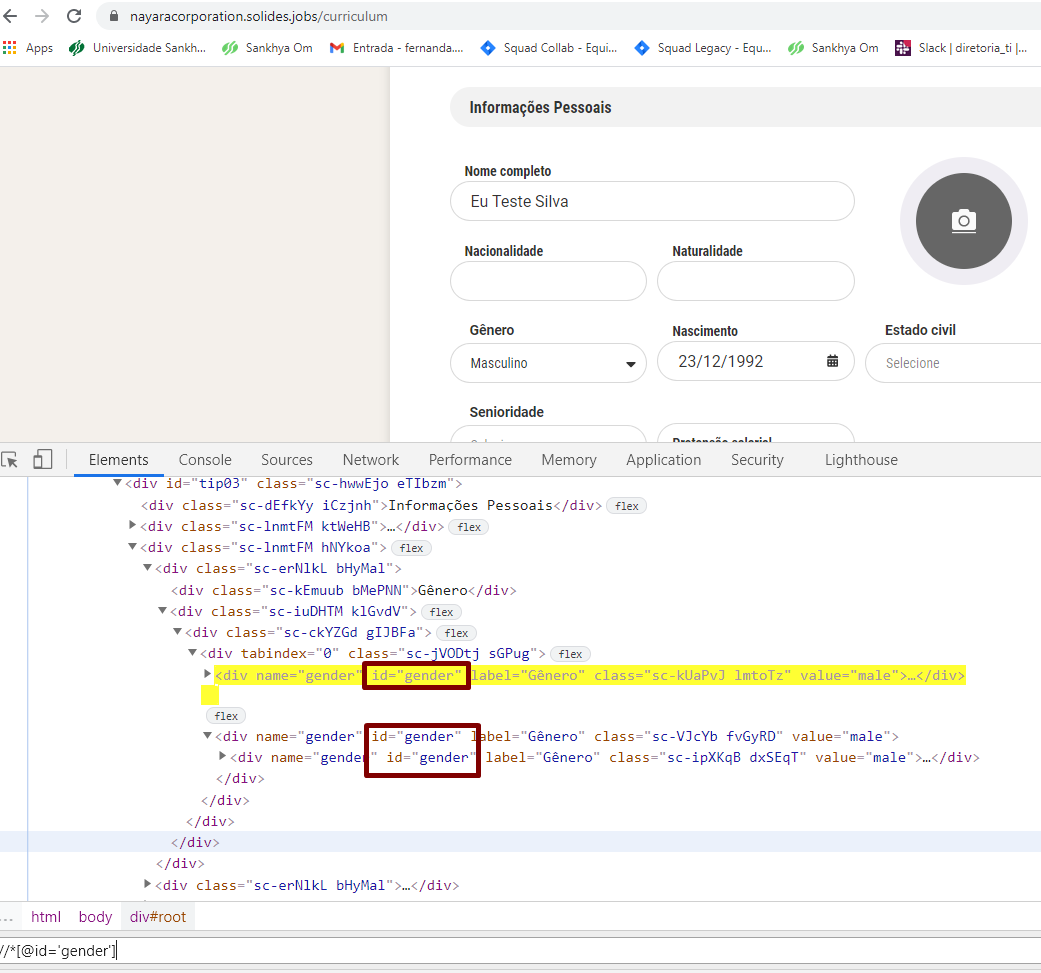 nayaracorporation.solides.jobs/curriculum
Apps Universidade Sankh... Sankhya Om Entrada - fernanda.... Squad Collab - Equi... Squad Legacy - Equ... Sankhya Om Slack | diretoria_ti |...
Informações Pessoais
Nome completo
Eu Teste Silva
Nacionalidade Naturalidade
Gênero Nascimento Estado civil
Masculino 23/12/1992 Selecione
Senioridade
Pretensão salarial
Elements Console Sources Network Performance Memory Application Security Lighthouse
<div id="tip03" class="sc-hwwEjo eTIbzm">
<div class="sc-dEfkYy iCzjnh">Informações Pessoais</div> flex
<div class="sc-lnmtFM ktWeHB">…</div> flex
<div class="sc-lnmtFM hNYkoa"> flex
<div class="sc-erNlkL bHyMal">
<div class="sc-kEmuub bMePNN">Gênero</div>
<div class="sc-iuDHTM klGvdV"> flex
<div class="sc-ckYZGd gIJBFa"> flex
<div tabindex="0" class="sc-jVODtj sGPug"> flex
<div name="gender" id="gender" label="Gênero" class="sc-kUaPvJ lmtoTz" value="male">…</div>
flex
<div name="gender" id="gender" label="Gênero" class="sc-VJcYb fvGyRD" value="male">
<div name="gender" id="gender" label="Gênero" class="sc-ipXKqB dxSEqT" value="male">…</div>
</div>
</div>
</div>
</div>
</div>
<div class="sc-erNlkL bHyMal">…</div>
... html body div#root
//*[@id='gender']